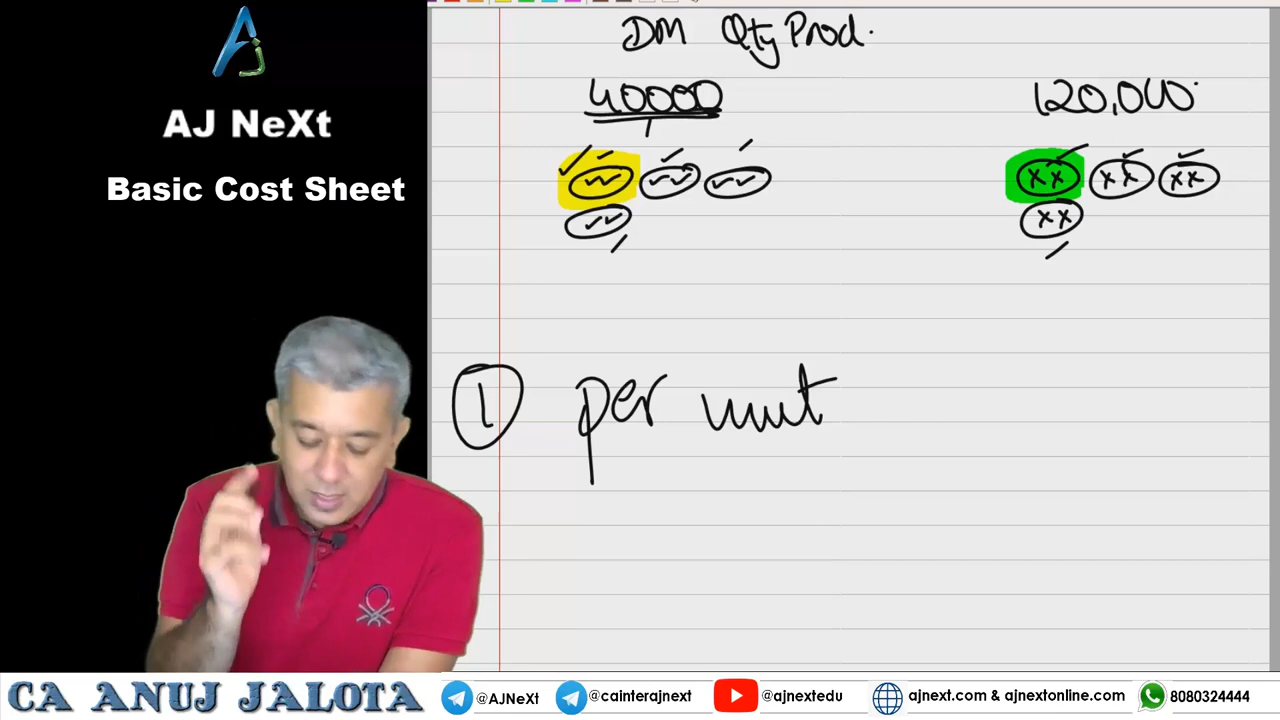 AJ NeXt
Basic Cost Sheet
DM Qty Prod.
40000
120,000
① per unit
CA ANUJ JALOTA
@AJNeXt
@cainterajnext
@ajnextedu
ajnext.com & ajnextonline.com
8080324444